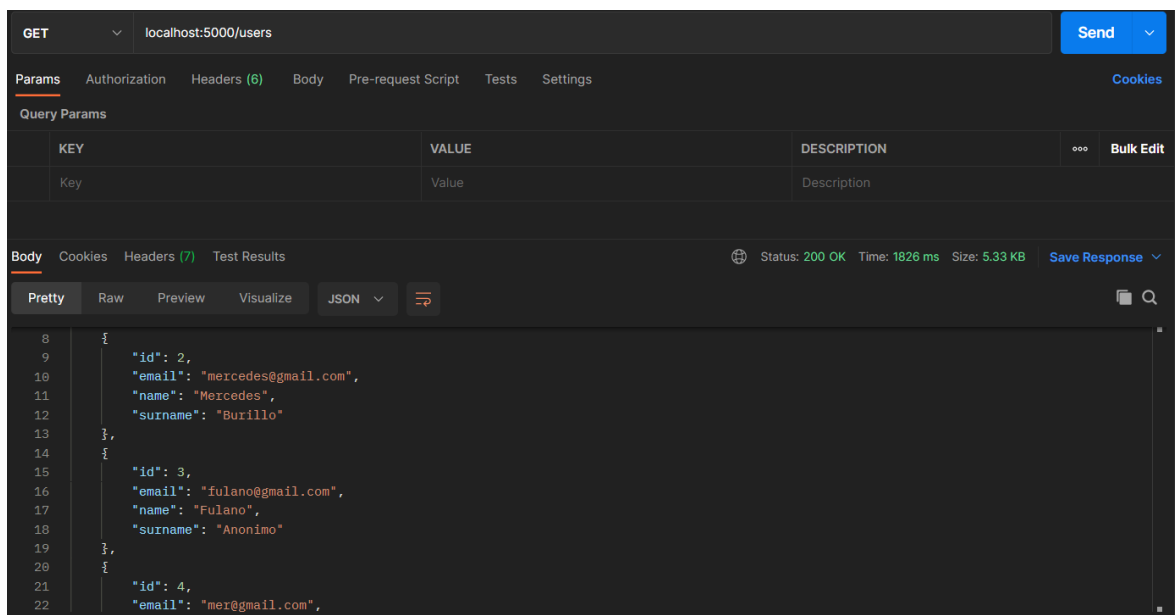 GET localhost:5000/users Send
Params Authorization Headers (6) Body Pre-request Script Tests Settings Cookies
Query Params
KEY VALUE DESCRIPTION ooo Bulk Edit
Key Value Description
Body Cookies Headers (7) Test Results Status: 200 OK Time: 1826 ms Size: 5.33 KB Save Response
Pretty Raw Preview Visualize JSON
8 {
9 "id": 2,
10 "email": "mercedes@gmail.com",
11 "name": "Mercedes",
12 "surname": "Burillo"
13 },
14 {
15 "id": 3,
16 "email": "fulano@gmail.com",
17 "name": "Fulano",
18 "surname": "Anonimo"
19 },
20 {
21 "id": 4,
22 "email": "mer@gmail.com",